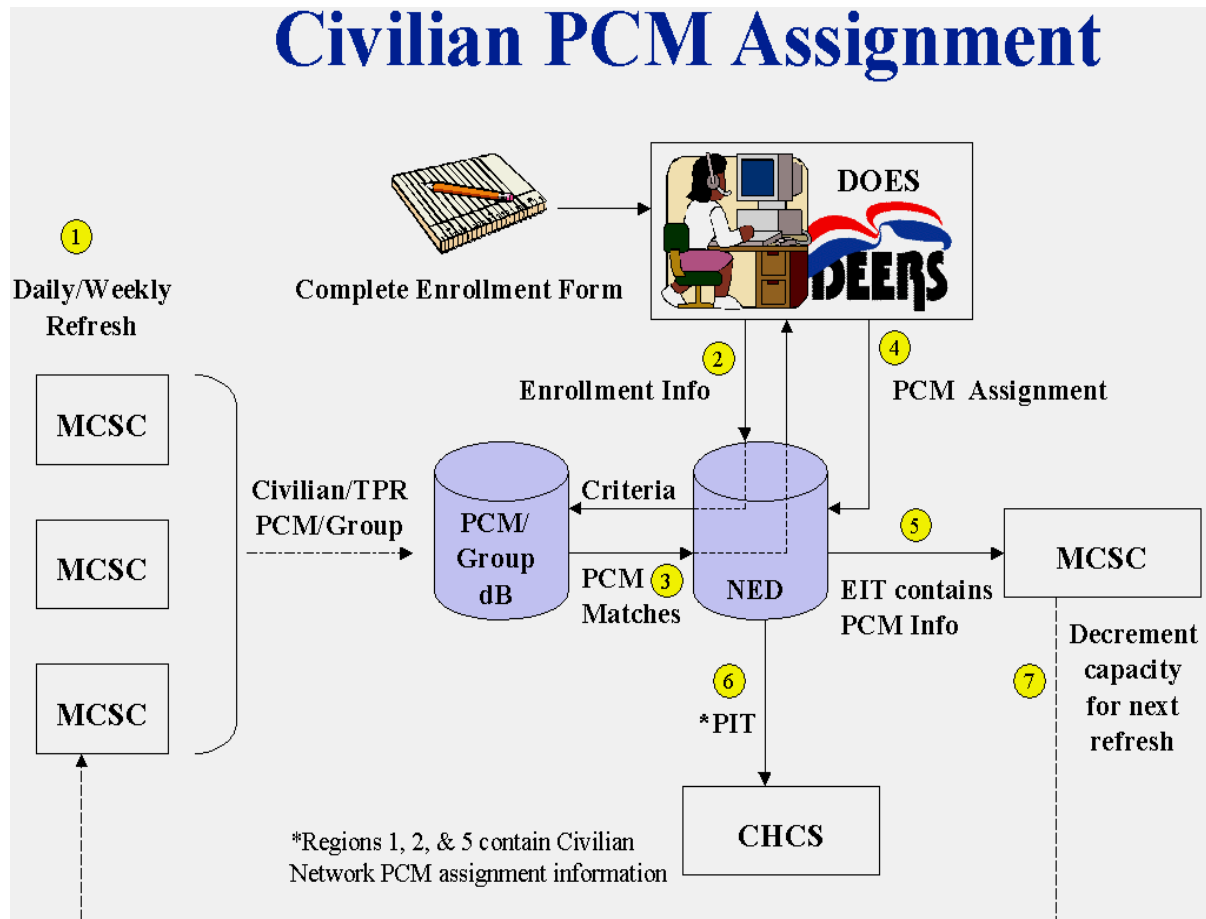 Civilian PCM Assignment
DOES
DEERS
Complete Enrollment Form
1
Daily/Weekly
Refresh
MCSC
MCSC
MCSC
Civilian/TPR
PCM/Group
2
Enrollment Info
4
PCM Assignment
Criteria
PCM/
Group
dB
PCM 3
Matches
NED
5
EIT contains
PCM Info
MCSC
6
*PIT
7
Decrement
capacity
for next
refresh
CHCS
*Regions 1, 2, & 5 contain Civilian
Network PCM assignment information